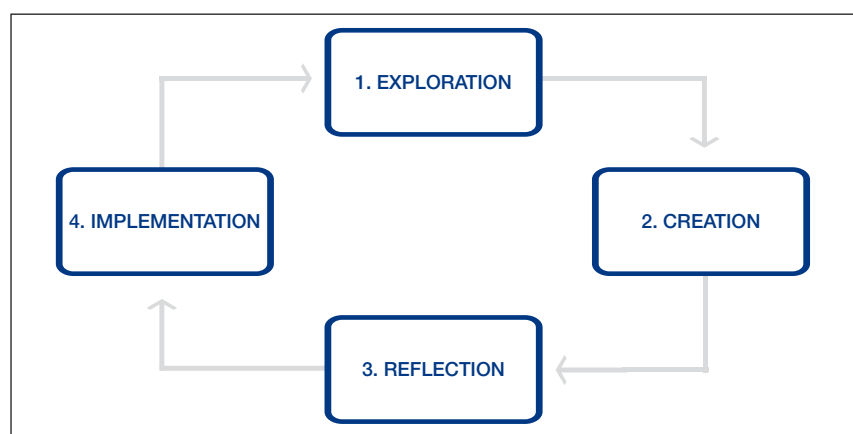 1. EXPLORATION
2. CREATION
3. REFLECTION
4. IMPLEMENTATION